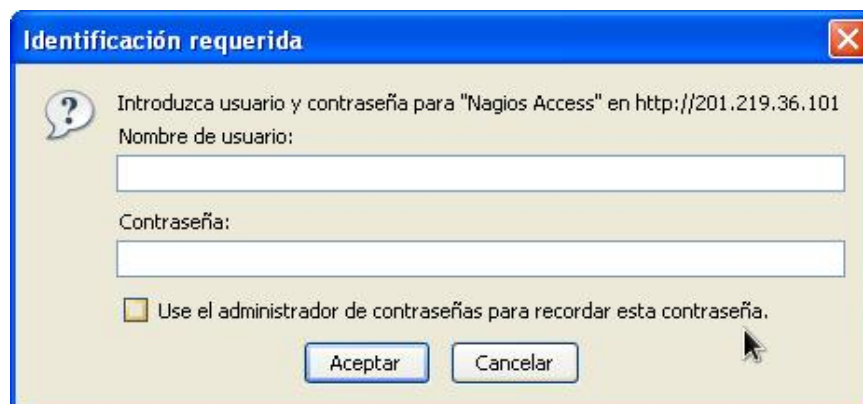 Identificación requerida
Introduzca usuario y contraseña para "Nagios Access" en http://201.219.36.101
Nombre de usuario:
Contraseña:
Use el administrador de contraseñas para recordar esta contraseña.
Aceptar Cancelar